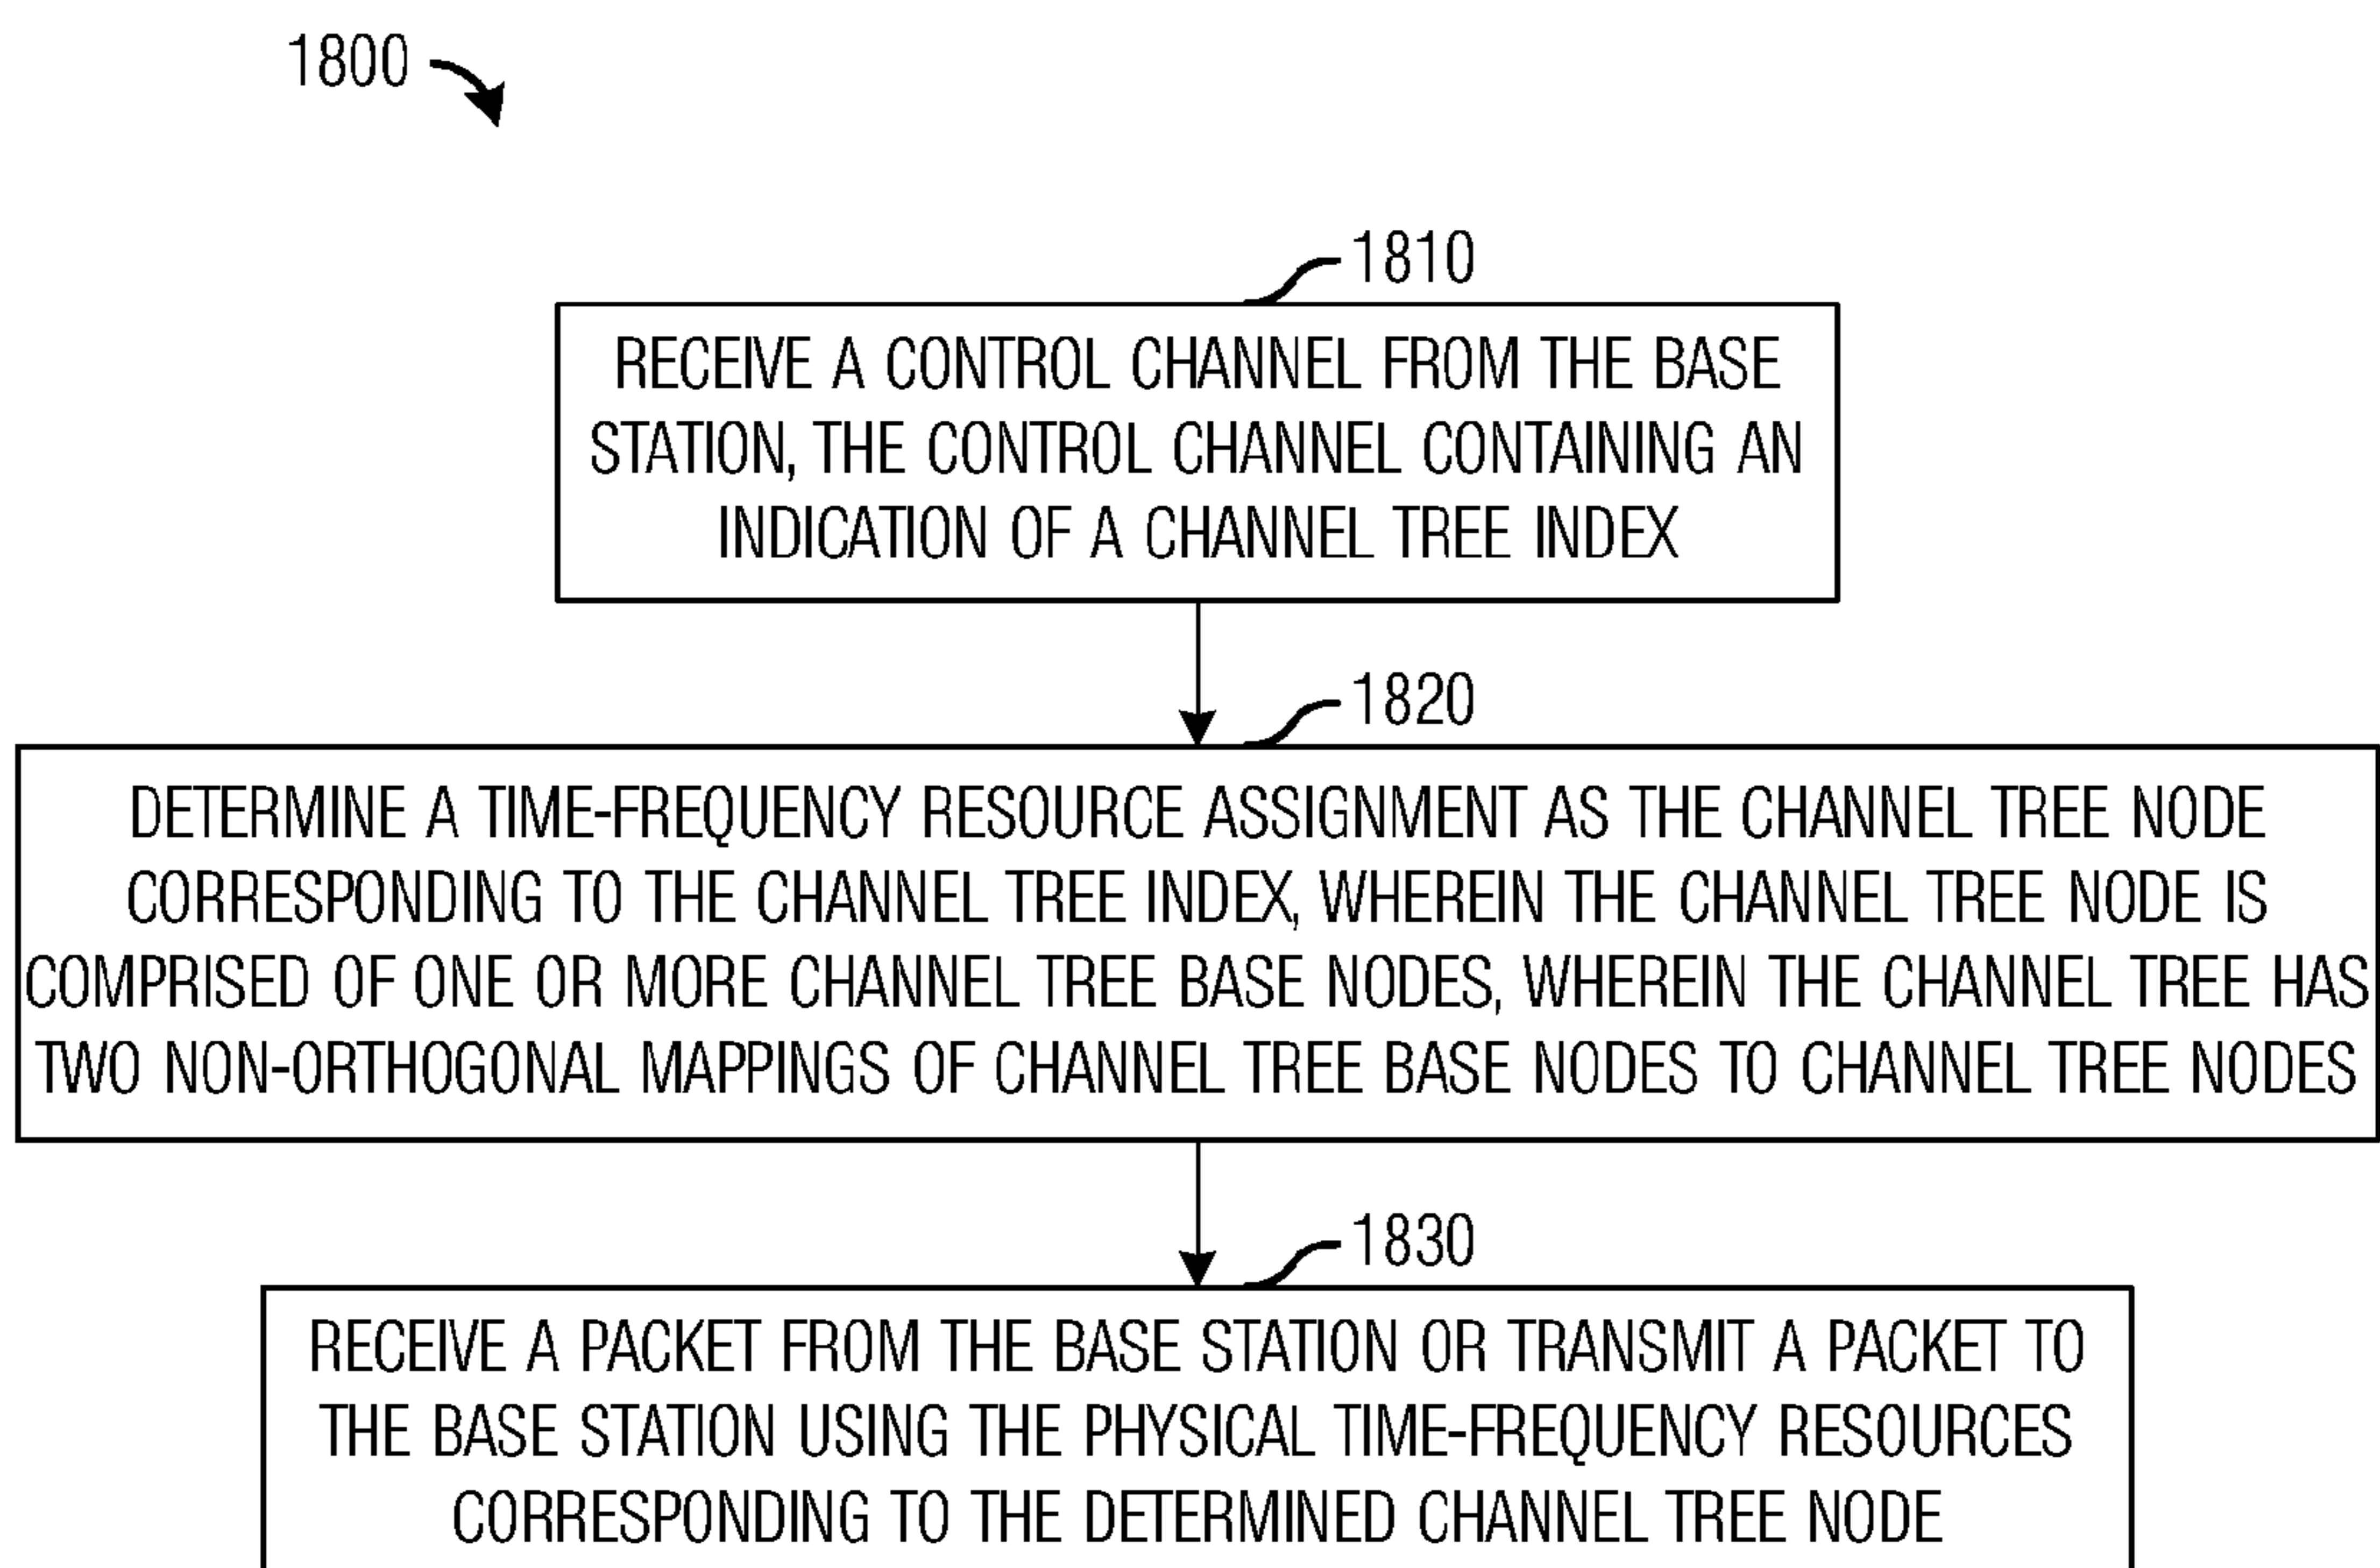 1800
1810
RECEIVE A CONTROL CHANNEL FROM THE BASE
STATION, THE CONTROL CHANNEL CONTAINING AN
INDICATION OF A CHANNEL TREE INDEX
1820
DETERMINE A TIME-FREQUENCY RESOURCE ASSIGNMENT AS THE CHANNEL TREE NODE
CORRESPONDING TO THE CHANNEL TREE INDEX, WHEREIN THE CHANNEL TREE NODE IS
COMPRISED OF ONE OR MORE CHANNEL TREE BASE NODES, WHEREIN THE CHANNEL TREE HAS
TWO NON-ORTHOGONAL MAPPINGS OF CHANNEL TREE BASE NODES TO CHANNEL TREE NODES
1830
RECEIVE A PACKET FROM THE BASE STATION OR TRANSMIT A PACKET TO
THE BASE STATION USING THE PHYSICAL TIME-FREQUENCY RESOURCES
CORRESPONDING TO THE DETERMINED CHANNEL TREE NODE